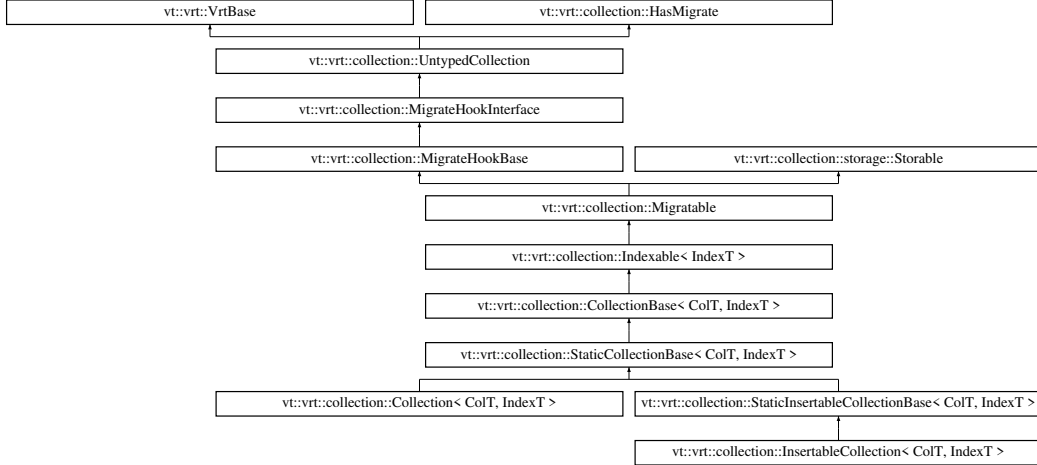 vt::vrt::VrtBase
vt::vrt::collection::HasMigrate
vt::vrt::collection::UntypedCollection
vt::vrt::collection::MigrateHookInterface
vt::vrt::collection::MigrateHookBase
vt::vrt::collection::storage::Storable
vt::vrt::collection::Migratable
vt::vrt::collection::Indexable< IndexT >
vt::vrt::collection::CollectionBase< ColT, IndexT >
vt::vrt::collection::StaticCollectionBase< ColT, IndexT >
vt::vrt::collection::Collection< ColT, IndexT >
vt::vrt::collection::StaticInsertableCollectionBase< ColT, IndexT >
vt::vrt::collection::InsertableCollection< ColT, IndexT >